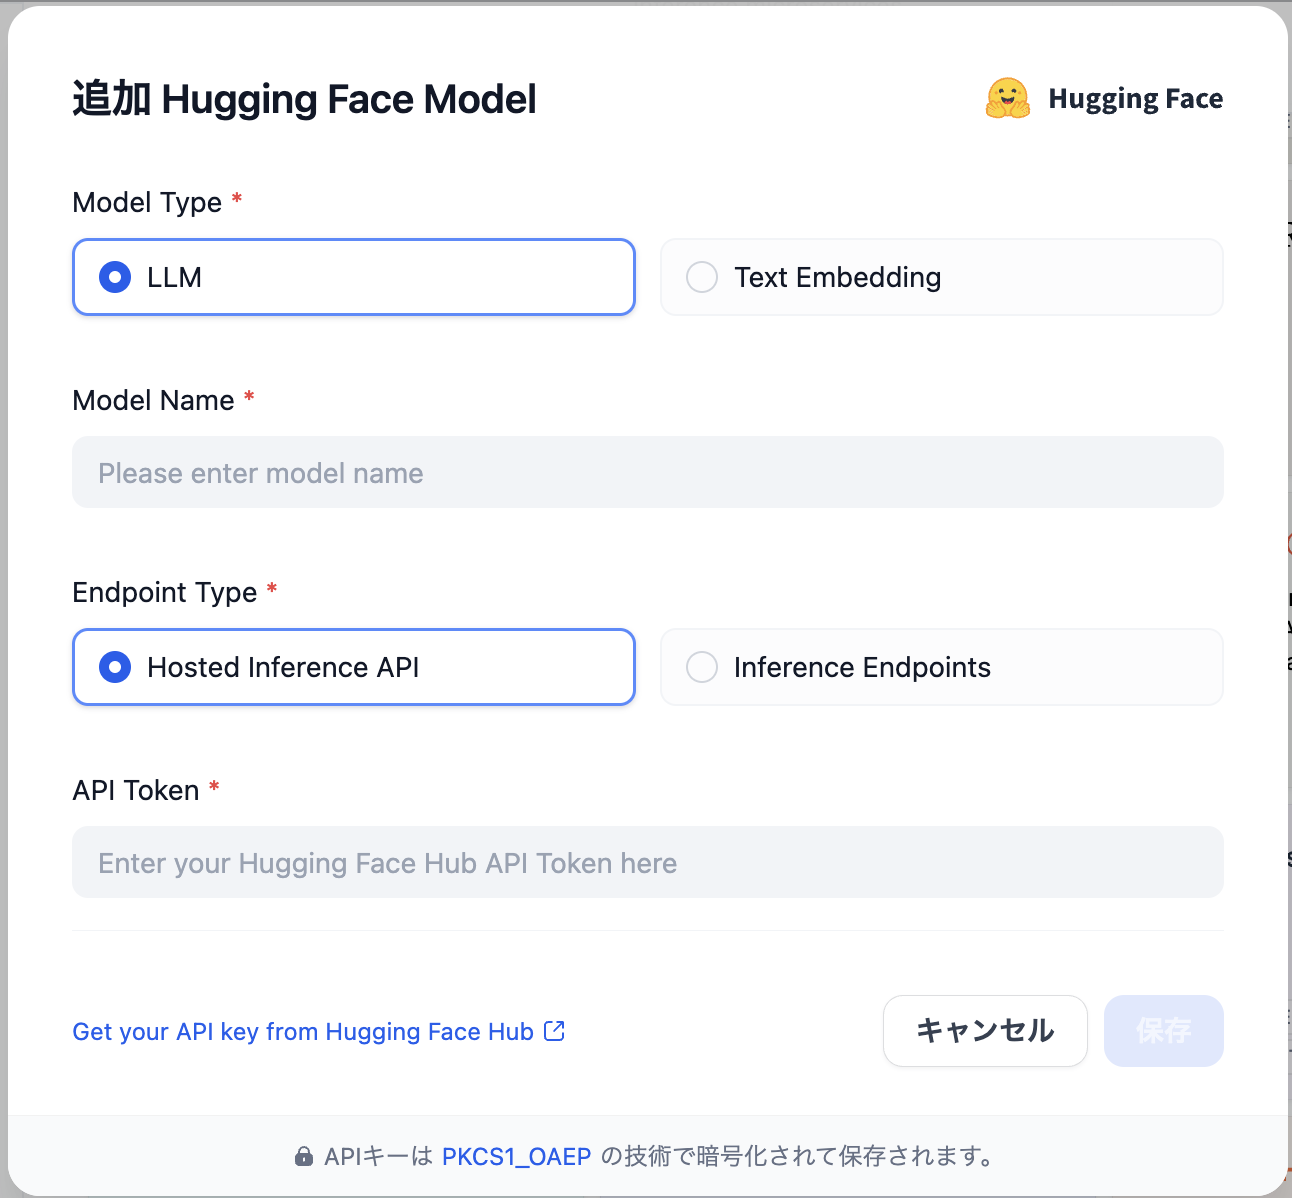 追加 Hugging Face Model
Hugging Face
Model Type *
LLM
Text Embedding
Model Name *
Please enter model name
Endpoint Type *
Hosted Inference API
Inference Endpoints
API Token *
Enter your Hugging Face Hub API Token here
Get your API key from Hugging Face Hub
キャンセル
保存
APIキーは PKCS1_OAEP の技術で暗号化されて保存されます。